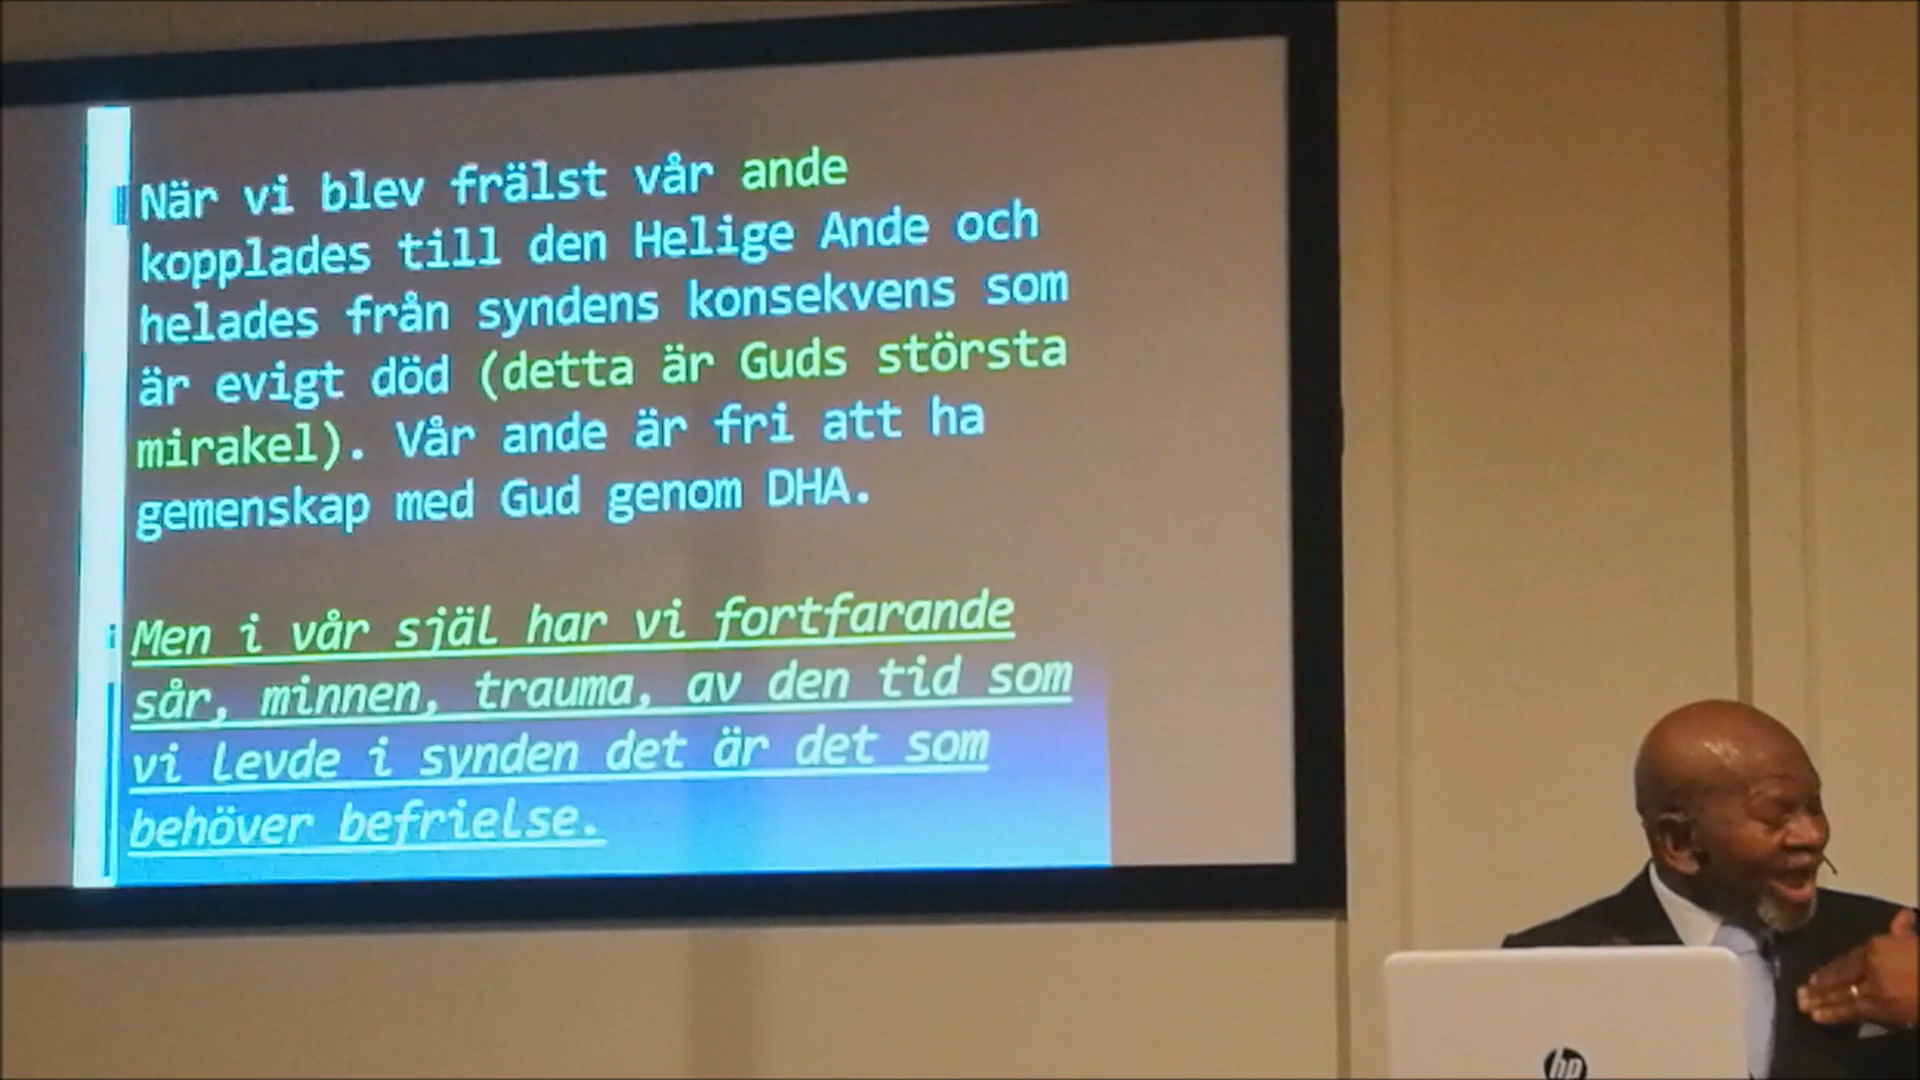 När vi blev frälst vår ande
kopplades till den Helige Ande och
helades från syndens konsekvens som
är evigt död (detta är Guds största
mirakel). Vår ande är fri att ha
gemenskap med Gud genom DHA.
Men i vår själ har vi fortfarande
sår, minnen, trauma, av den tid som
vi levde i synden det är det som
behöver befrielse.
hp